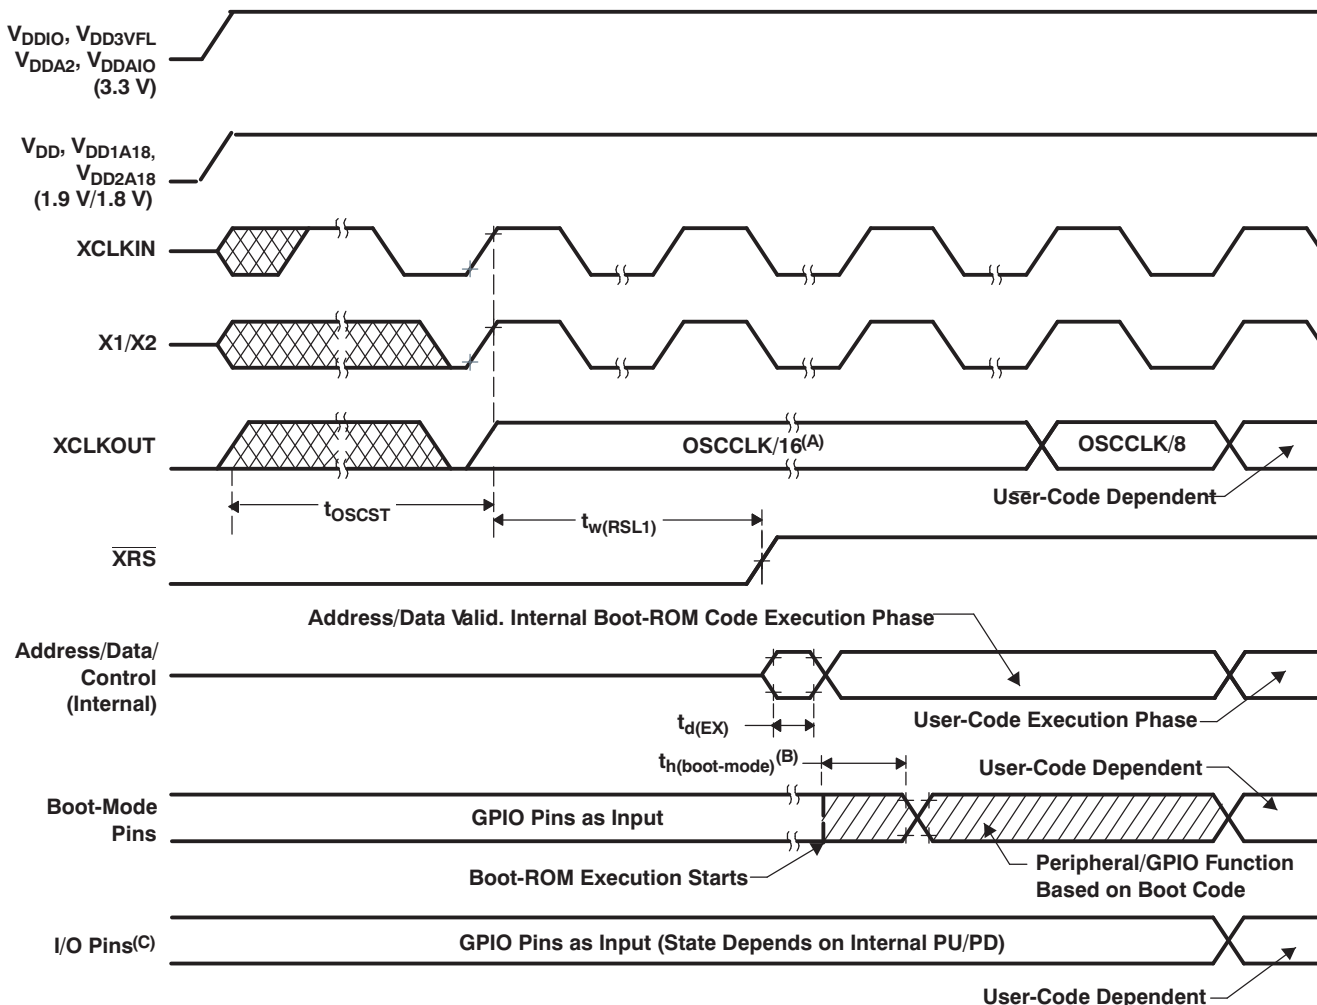 VDDIO, VDD3VFL
VDDA2, VDDAIO
(3.3 V)
VDD, VDD1A18,
VDD2A18
(1.9 V/1.8 V)
XCLKIN
X1/X2
XCLKOUT
OSCCLK/16(A)
OSCCLK/8
User-Code Dependent
tOSCST
tw(RSL1)
XRS
Address/Data Valid. Internal Boot-ROM Code Execution Phase
Address/Data/
Control
(Internal)
td(EX)
User-Code Execution Phase
th(boot-mode)(B)
User-Code Dependent
Boot-Mode
Pins
GPIO Pins as Input
Boot-ROM Execution Starts
Peripheral/GPIO Function
Based on Boot Code
I/O Pins(C)
GPIO Pins as Input (State Depends on Internal PU/PD)
User-Code Dependent